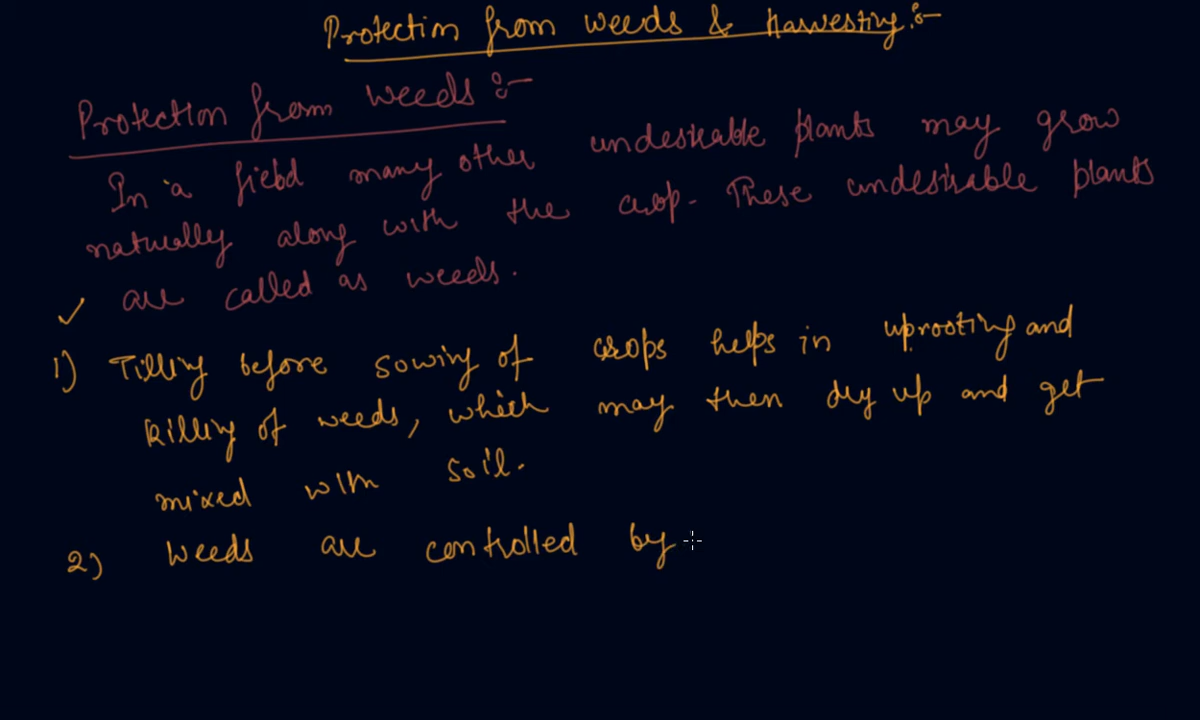 Protection from weeds & Harvesting :-
Protection from weeds :-
In a field many other undesirable plants may grow
naturally along with the crop. These undesirable plants
are called as weeds.
1) Tilling before sowing of crops helps in uprooting and
killing of weeds, which may then dry up and get
mixed with soil.
2) Weeds are controlled by